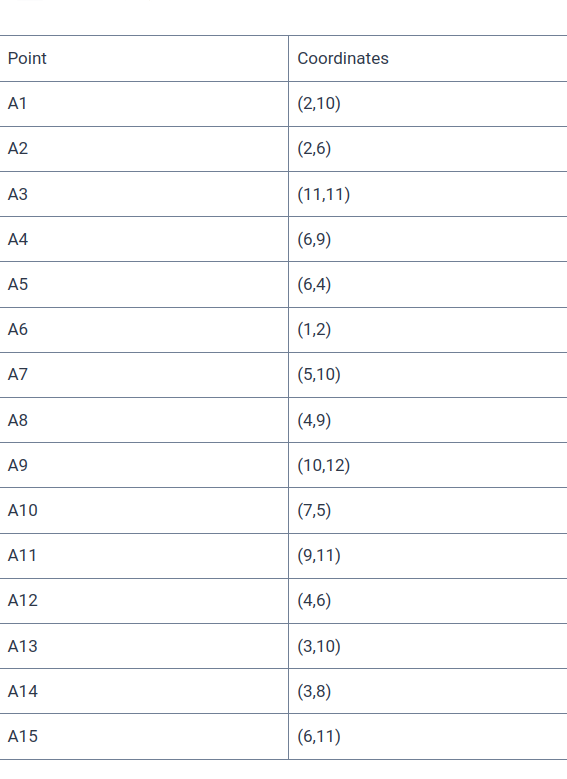 Point Coordinates
A1 (2,10)
A2 (2,6)
A3 (11,11)
A4 (6,9)
A5 (6,4)
A6 (1,2)
A7 (5,10)
A8 (4,9)
A9 (10,12)
A10 (7,5)
A11 (9,11)
A12 (4,6)
A13 (3,10)
A14 (3,8)
A15 (6,11)